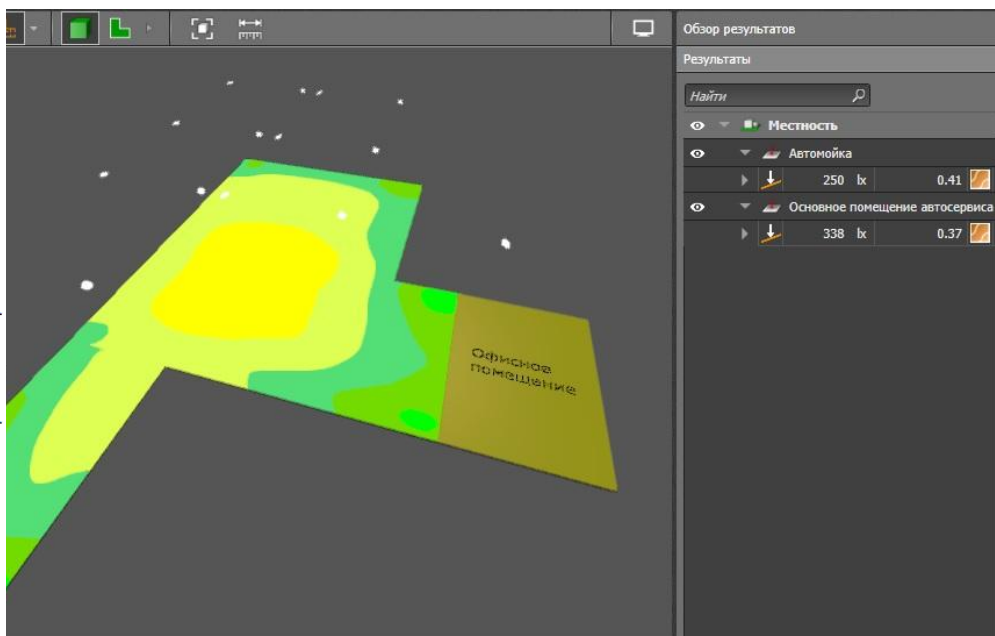 Обзор результатов
Результаты
Найти
Местность
Автомойка
250 lx 0.41
Основное помещение автосервиса
338 lx 0.37
Офисное
помещение